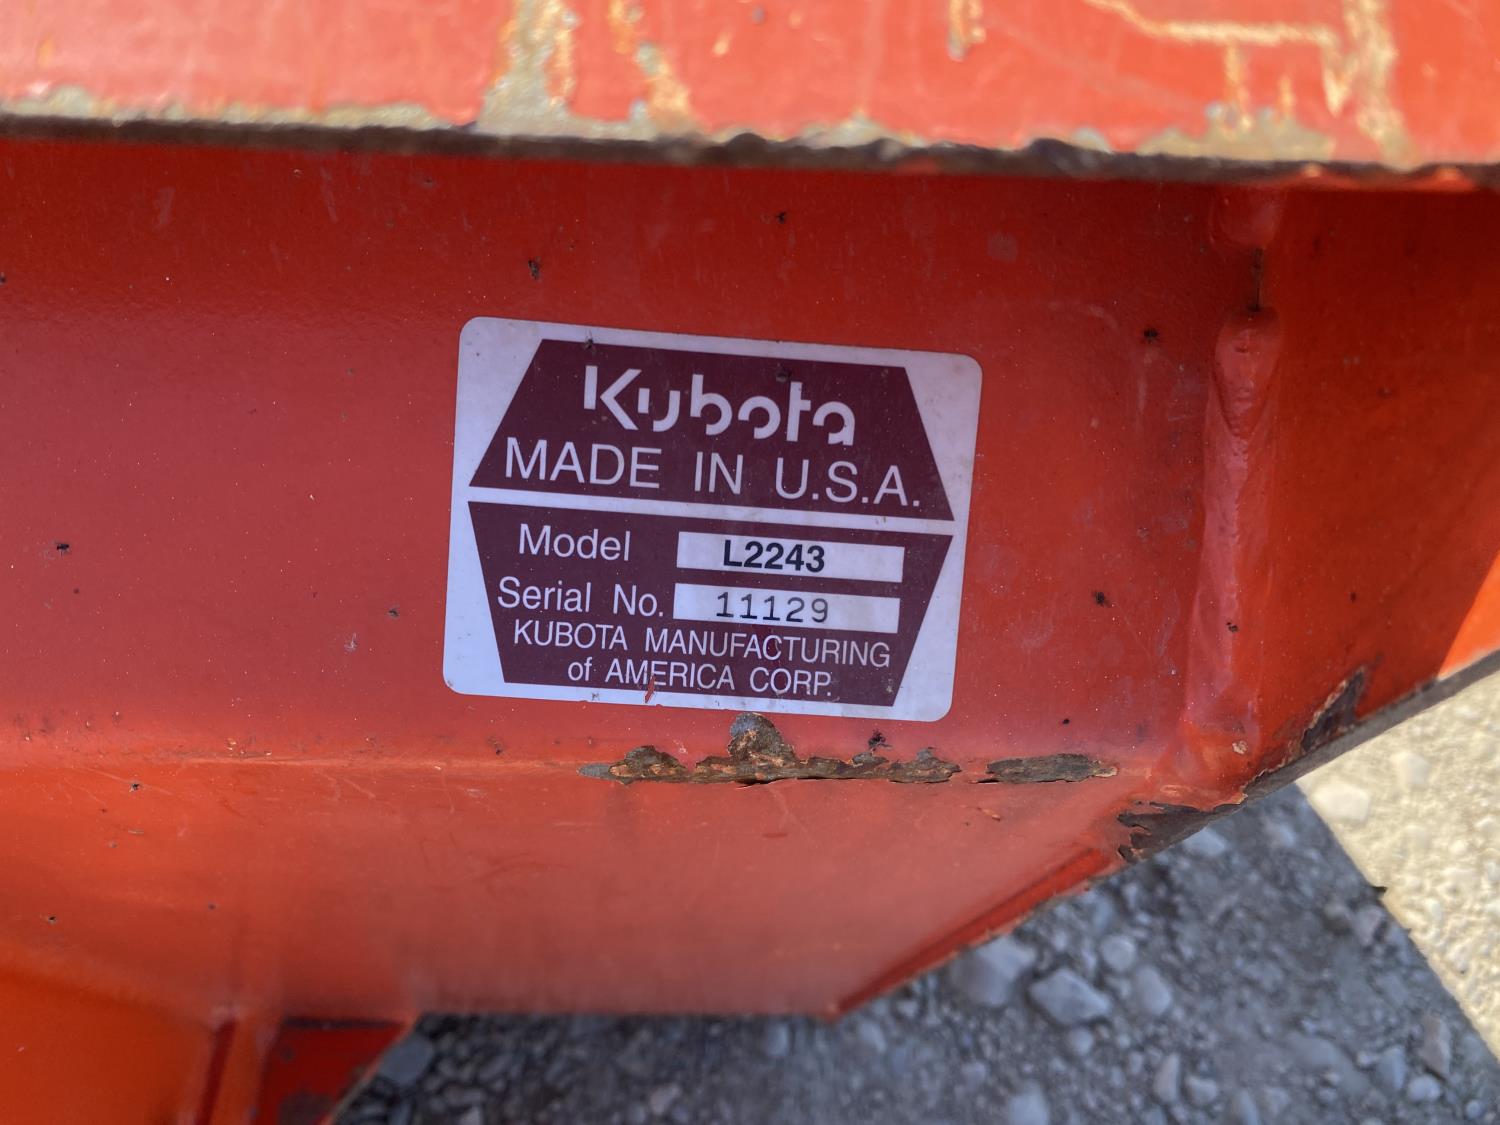 Kubota
MADE IN U.S.A.
Model L2243
Serial No. 11129
KUBOTA MANUFACTURING
of AMERICA CORP.